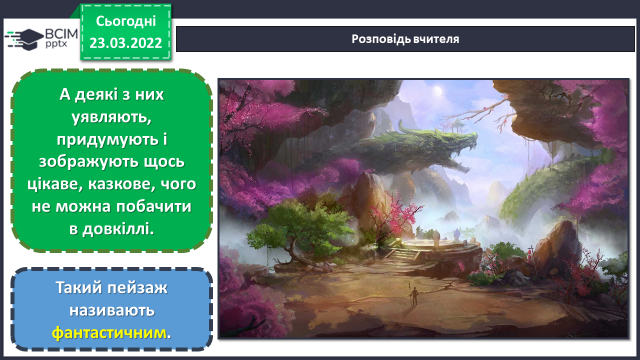 Сьогодні
23.03.2022
BCIM
pptx
Розповідь вчителя
А деякі з них
уявляють,
придумують і
зображують щось
цікаве, казкове, чого
не можна побачити
в довкіллі.
Такий пейзаж
називають
фантастичним.